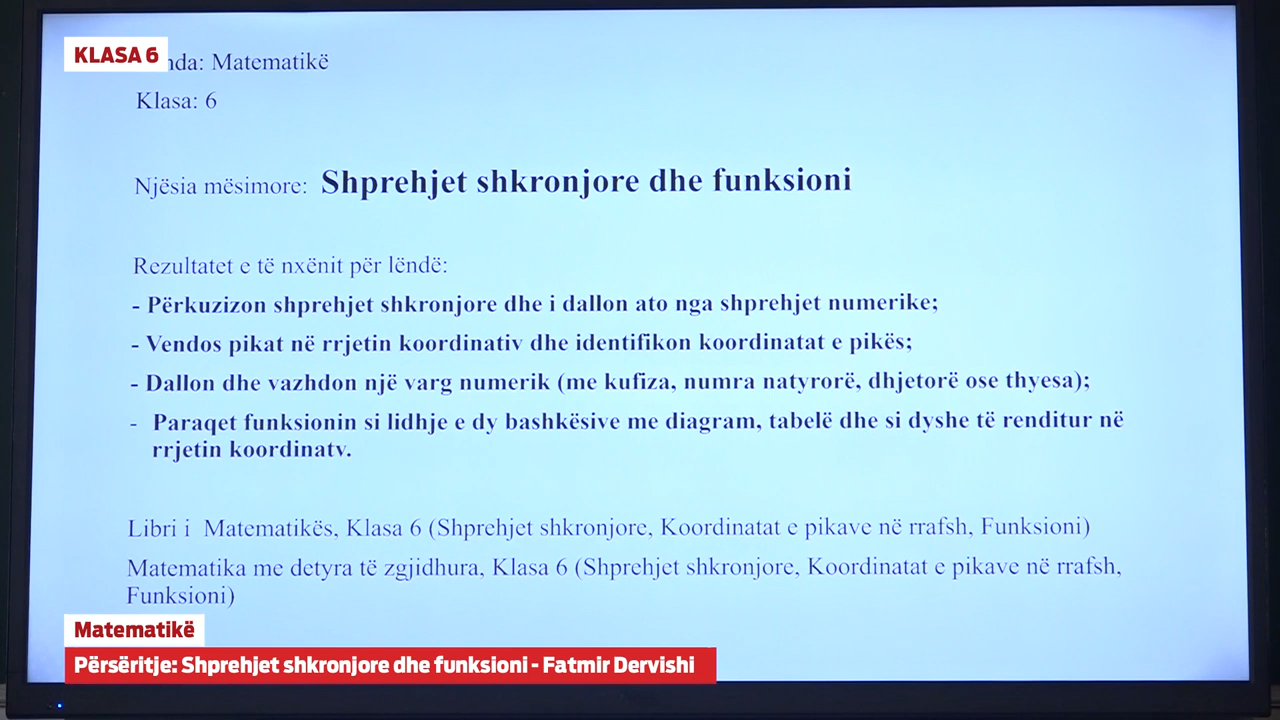 KLASA 6
nda: Matematikë
Klasa: 6
Njësia mësimore: Shprehjet shkronjore dhe funksioni
Rezultatet e të nxënit për lëndë:
- Përkuzizon shprehjet shkronjore dhe i dallon ato nga shprehjet numerike;
- Vendos pikat në rrjetin koordinativ dhe identifikon koordinatat e pikës;
- Dallon dhe vazhdon një varg numerik (me kufiza, numra natyrorë, dhjetorë ose thyesa);
- Paraqet funksionin si lidhje e dy bashkësive me diagram, tabelë dhe si dyshe të renditur në
rrjetin koordinatv.
Libri i Matematikës, Klasa 6 (Shprehjet shkronjore, Koordinatat e pikave në rrafsh, Funksioni)
Matematika me detyra të zgjidhura, Klasa 6 (Shprehjet shkronjore, Koordinatat e pikave në rrafsh,
Funksioni)
Matematikë
Përsëritje: Shprehjet shkronjore dhe funksioni - Fatmir Dervishi